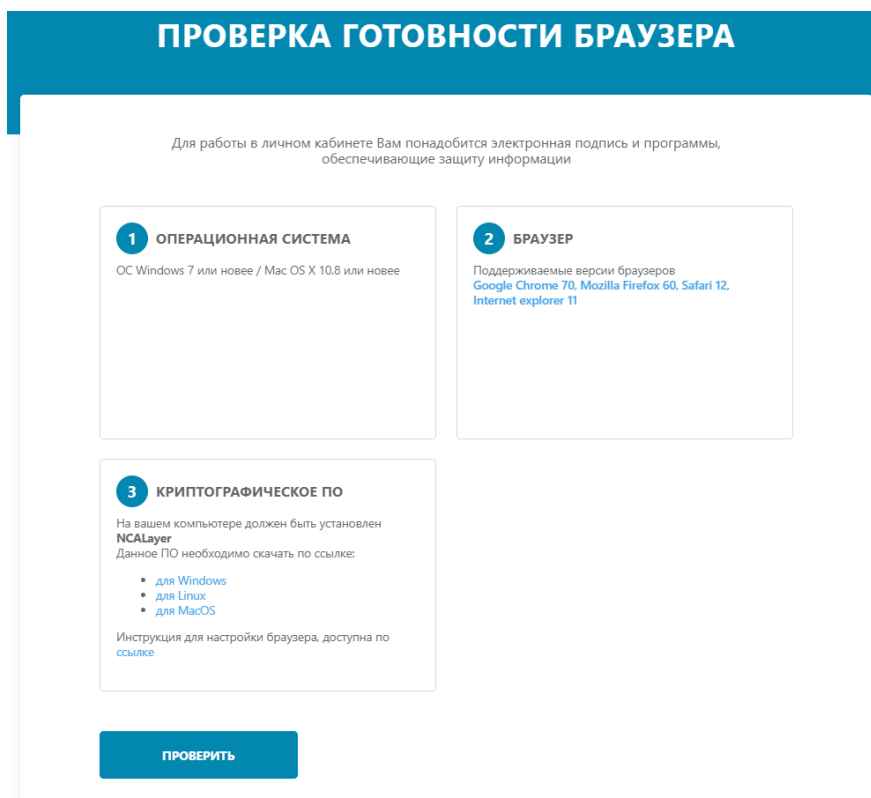 ПРОВЕРКА ГОТОВНОСТИ БРАУЗЕРА
Для работы в личном кабинете Вам понадобится электронная подпись и программы,
обеспечивающие защиту информации
1 ОПЕРАЦИОННАЯ СИСТЕМА
ОС Windows 7 или новее / Mac OS X 10.8 или новее
2 БРАУЗЕР
Поддерживаемые версии браузеров
Google Chrome 70, Mozilla Firefox 60, Safari 12,
Internet explorer 11
3 КРИПТОГРАФИЧЕСКОЕ ПО
На вашем компьютере должен быть установлен
NCALayer
Данное ПО необходимо скачать по ссылке:
• для Windows
• для Linux
• для MacOS
Инструкция для настройки браузера, доступна по
ссылке
ПРОВЕРИТЬ